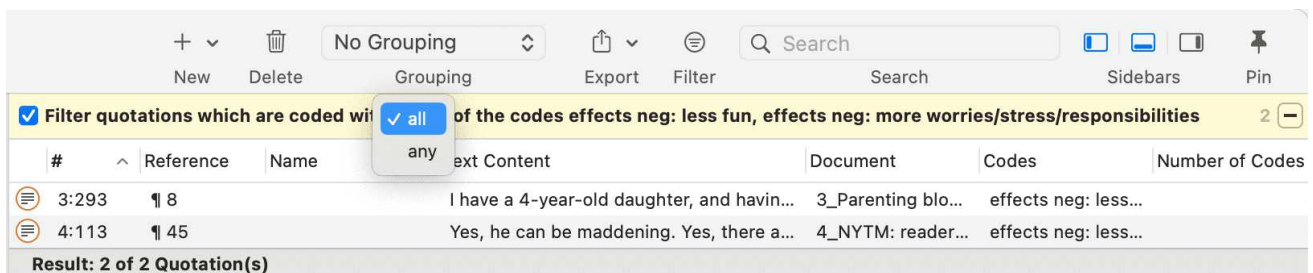 No Grouping Search
New Delete Grouping Export Filter Search Sidebars Pin
Filter quotations which are coded wit all of the codes effects neg: less fun, effects neg: more worries/stress/responsibilities 2
any
# Reference Name ext Content Document Codes Number of Codes
3:293 ¶ 8 I have a 4-year-old daughter, and havin... 3_Parenting blo... effects neg: less...
4:113 ¶ 45 Yes, he can be maddening. Yes, there a... 4_NYTM: reader... effects neg: less...
Result: 2 of 2 Quotation(s)